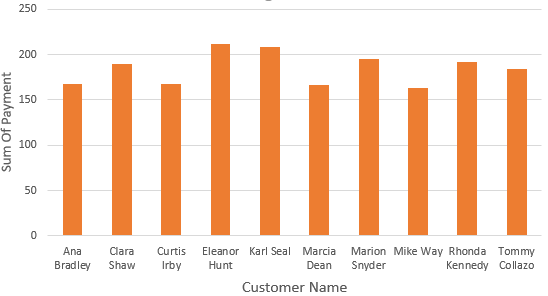 250
200
150
100
50
0
Sum Of Payment
Ana Bradley
Clara Shaw
Curtis Irby
Eleanor Hunt
Karl Seal
Marcia Dean
Marion Snyder
Mike Way
Rhonda Kennedy
Tommy Collazo
Customer Name